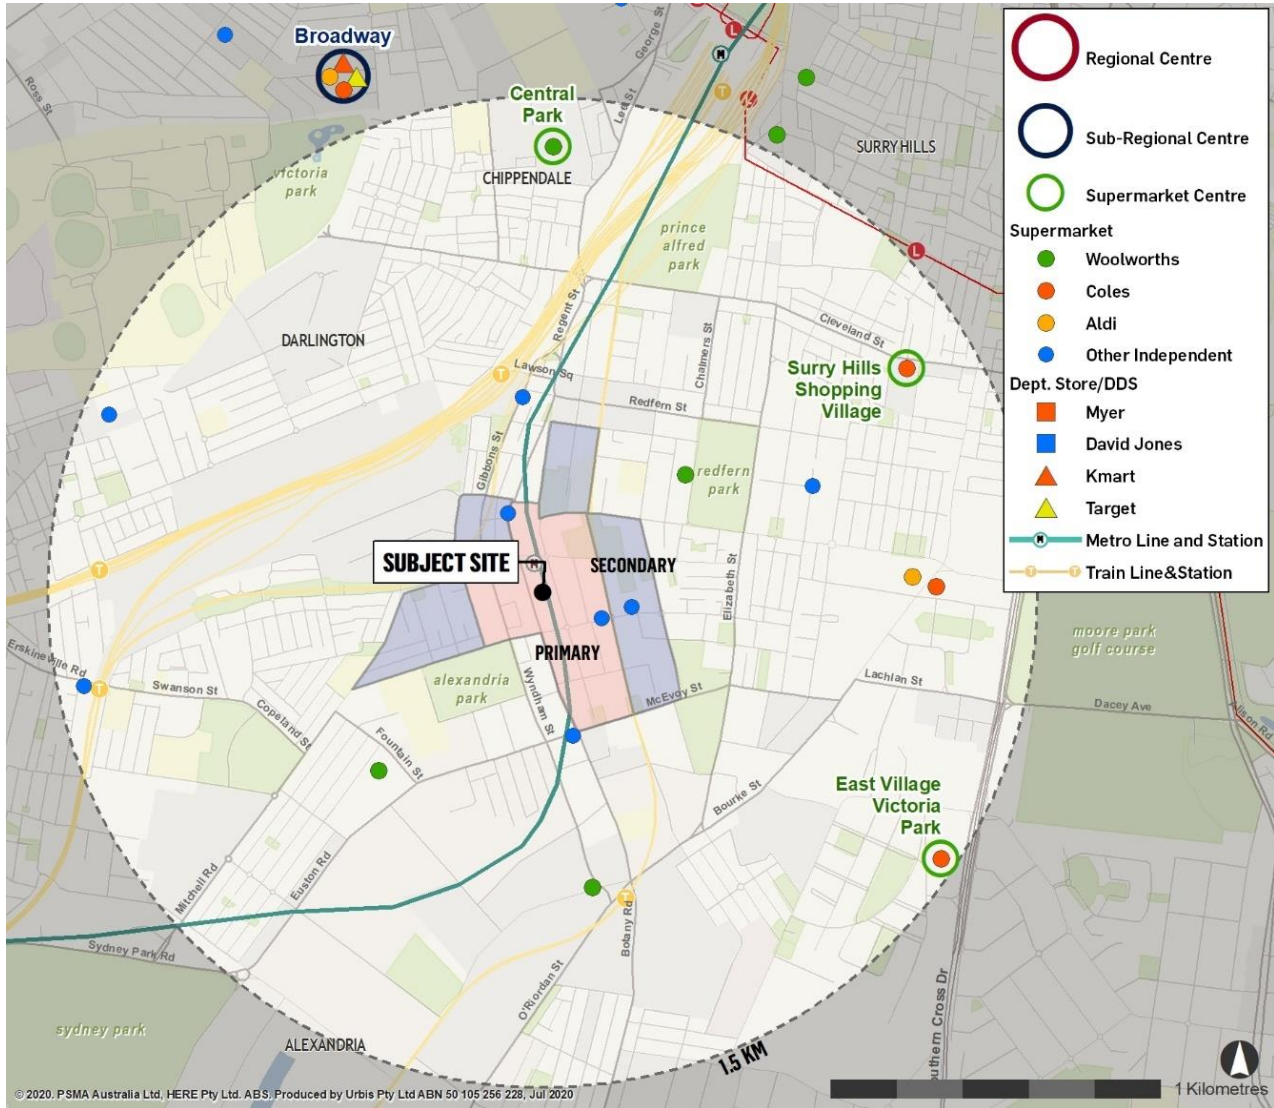 Broadway
Ross St
George St
Lee St
L
M
T
Central
Park
SURRY HILLS
CHIPPENDALE
victoria
park
prince
alfred
park
L
Regent St
DARLINGTON
Cleveland St
Chalmers St
Lawson Sq
T
Surry Hills
Shopping
Village
Redfern St
Gibbons St
redfern
park
SUBJECT SITE
M
SECONDARY
Elizabeth St
T
PRIMARY
Erskineville Rd
T
Swanson St
alexandria
park
Wyndham St
McEvoy St
Lachlan St
moore park
golf course
Dacey Ave
Copeland St
Fountain St
Bourke St
East Village
Victoria
Park
Mitchell Rd
Euston Rd
T
Botany Rd
Sydney Park Rd
O'Riordan St
sydney park
ALEXANDRIA
1.5 KM
© 2020. PSMA Australia Ltd, HERE Pty Ltd. ABS. Produced by Urbis Pty Ltd ABN 50 105 256 228, Jul 2020
1 Kilometres
Regional Centre
Sub-Regional Centre
Supermarket Centre
Supermarket
Woolworths
Coles
Aldi
Other Independent
Dept. Store/DDS
Myer
David Jones
Kmart
Target
M Metro Line and Station
T T Train Line&Station